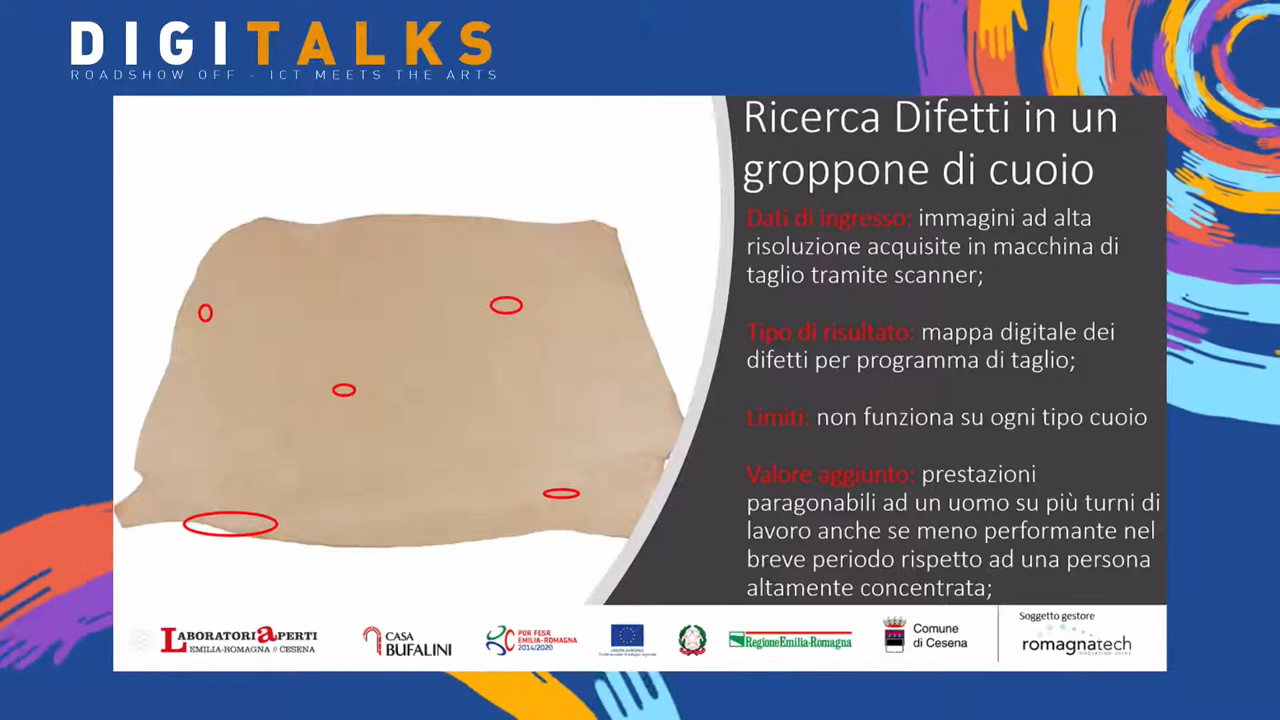 DIGITALKS
ROADSHOW OFF - ICT MEETS THE ARTS
Ricerca Difetti in un
groppone di cuoio
Dati di ingresso: immagini ad alta
risoluzione acquisite in macchina di
taglio tramite scanner;
Tipo di risultato: mappa digitale dei
difetti per programma di taglio;
Limiti: non funziona su ogni tipo cuoio
Valore aggiunto: prestazioni
paragonabili ad un uomo su più turni di
lavoro anche se meno performante nel
breve periodo rispetto ad una persona
altamente concentrata;
LABORATORI APERTI
EMILIA-ROMAGNA // CESENA
CASA
BUFALINI
POR FESR
EMILIA-ROMAGNA
2014/2020
RegioneEmilia-Romagna
Comune
di Cesena
Soggetto gestore
romagnatech